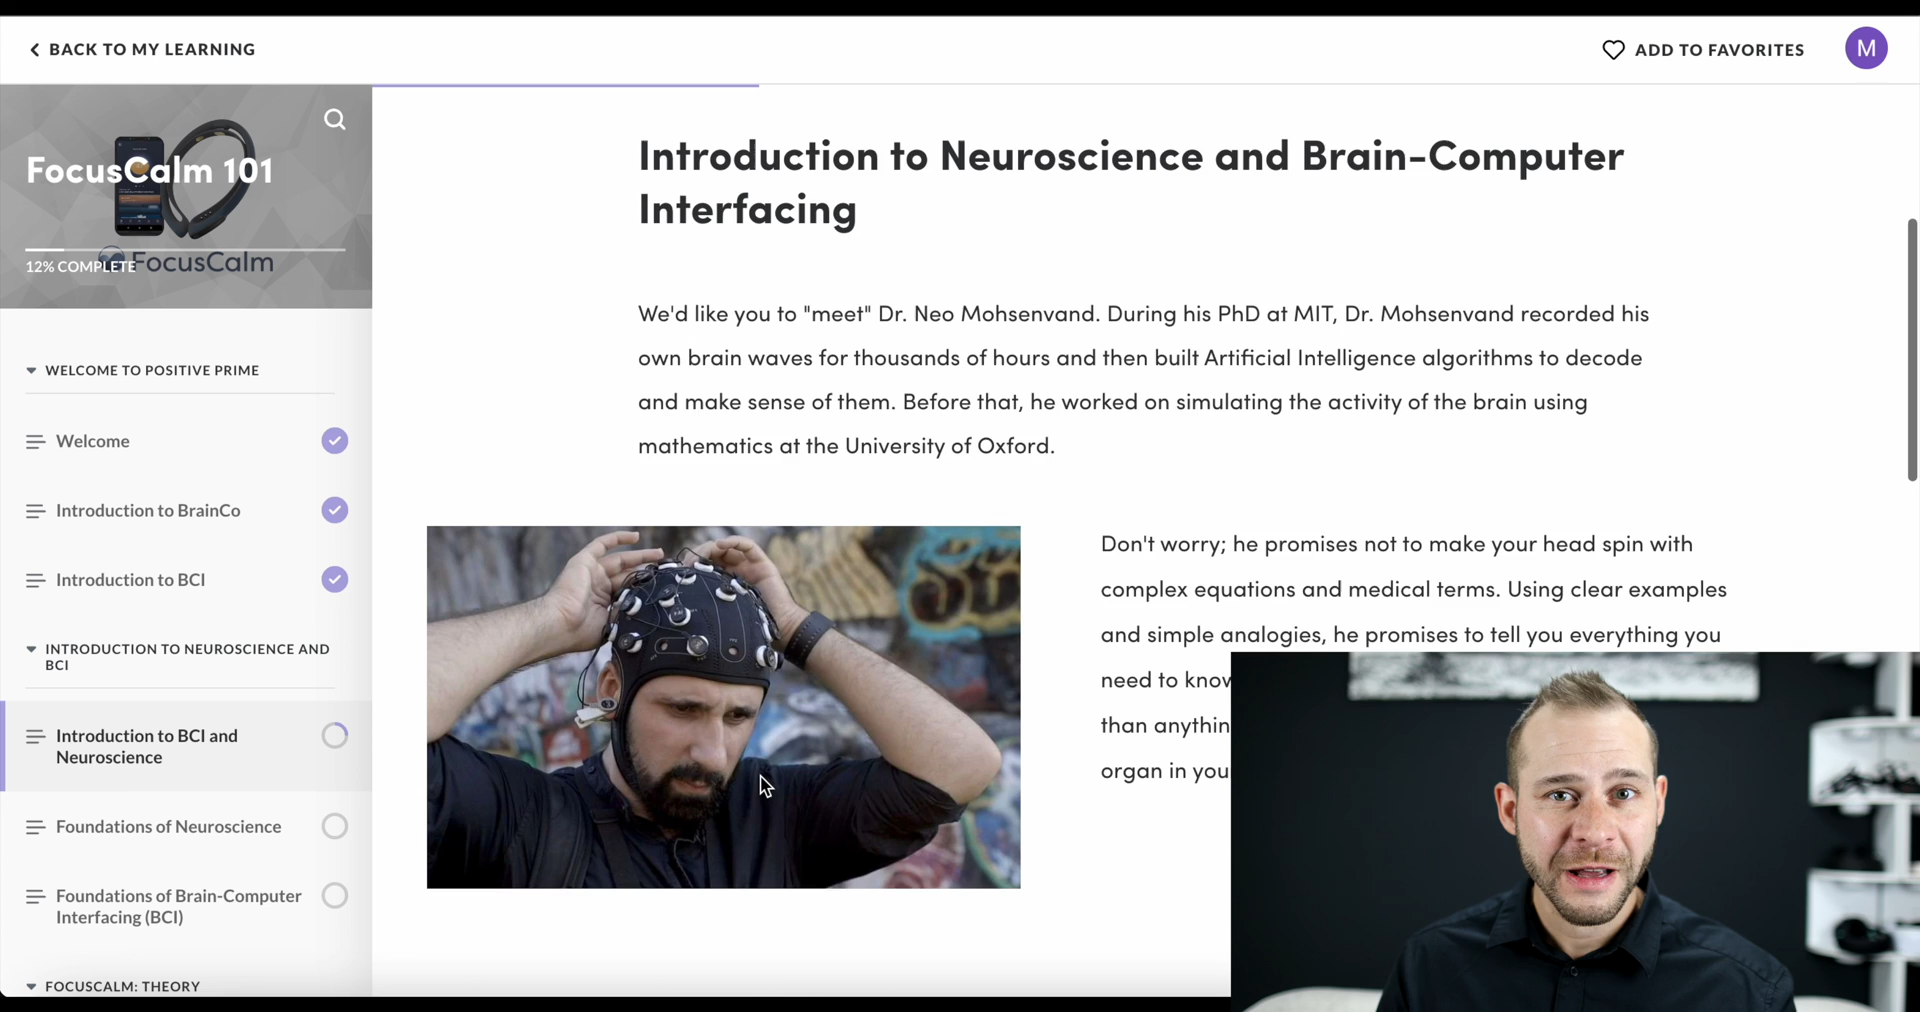 BACK TO MY LEARNING
ADD TO FAVORITES
M
FocusCalm 101
FocusCalm
12% COMPLETE
WELCOME TO POSITIVE PRIME
Welcome
Introduction to BrainCo
Introduction to BCI
INTRODUCTION TO NEUROSCIENCE AND
BCI
Introduction to BCI and
Neuroscience
Foundations of Neuroscience
Foundations of Brain-Computer
Interfacing (BCI)
FOCUSCALM: THEORY
Introduction to Neuroscience and Brain-Computer
Interfacing
We'd like you to "meet" Dr. Neo Mohsenvand. During his PhD at MIT, Dr. Mohsenvand recorded his
own brain waves for thousands of hours and then built Artificial Intelligence algorithms to decode
and make sense of them. Before that, he worked on simulating the activity of the brain using
mathematics at the University of Oxford.
Don't worry; he promises not to make your head spin with
complex equations and medical terms. Using clear examples
and simple analogies, he promises to tell you everything you
need to know
than anythin
organ in you